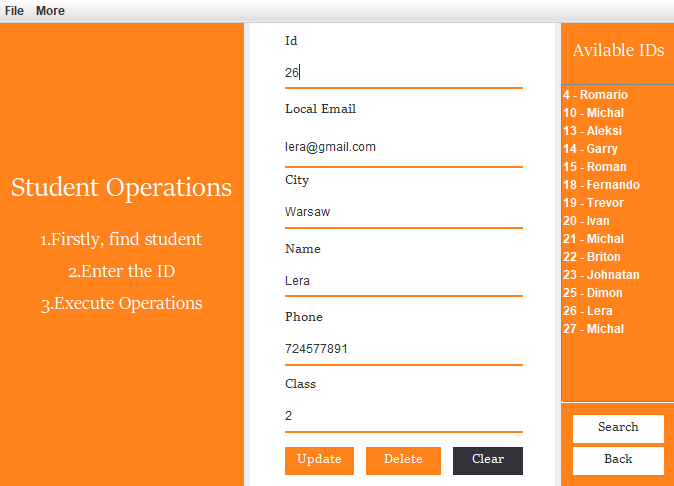 File More
Student Operations
1.Firstly, find student
2.Enter the ID
3.Execute Operations
Id
26
Local Email
lera@gmail.com
City
Warsaw
Name
Lera
Phone
724577891
Class
2
Update Delete Clear
Avilable IDs
4 - Romario
10 - Michal
13 - Aleksi
14 - Garry
15 - Roman
18 - Fernando
19 - Trevor
20 - Ivan
21 - Michal
22 - Briton
23 - Johnatan
25 - Dimon
26 - Lera
27 - Michal
Search
Back